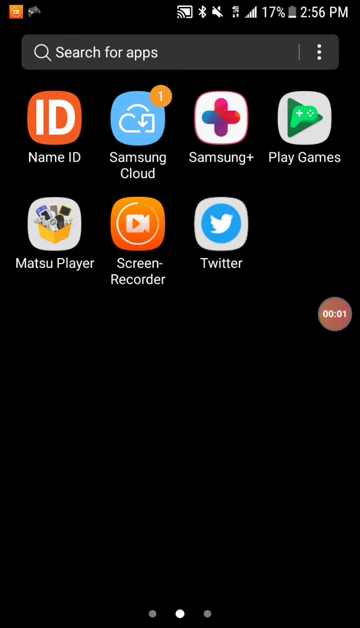 17% 2:56 PM
Search for apps
1
ID
Name ID
Samsung Cloud
Samsung+
Play Games
Matsu Player
Screen-Recorder
Twitter
00:01